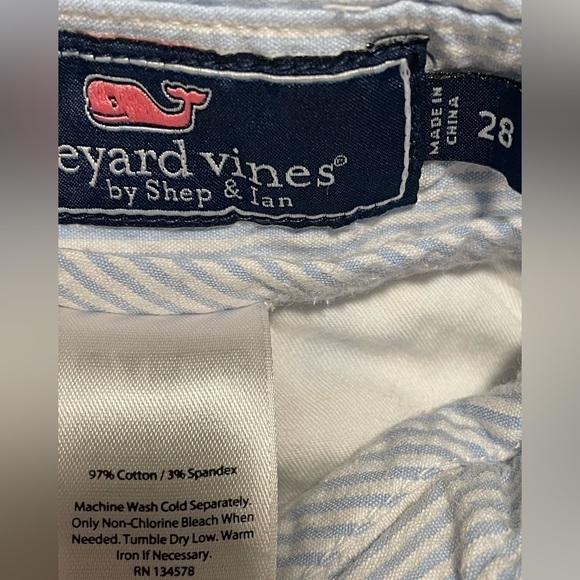 eyard vines®
by Shep & Ian
MADE IN
CHINA
28
97% Cotton / 3% Spandex
Machine Wash Cold Separately.
Only Non-Chlorine Bleach When
Needed. Tumble Dry Low. Warm
Iron If Necessary.
RN 134578